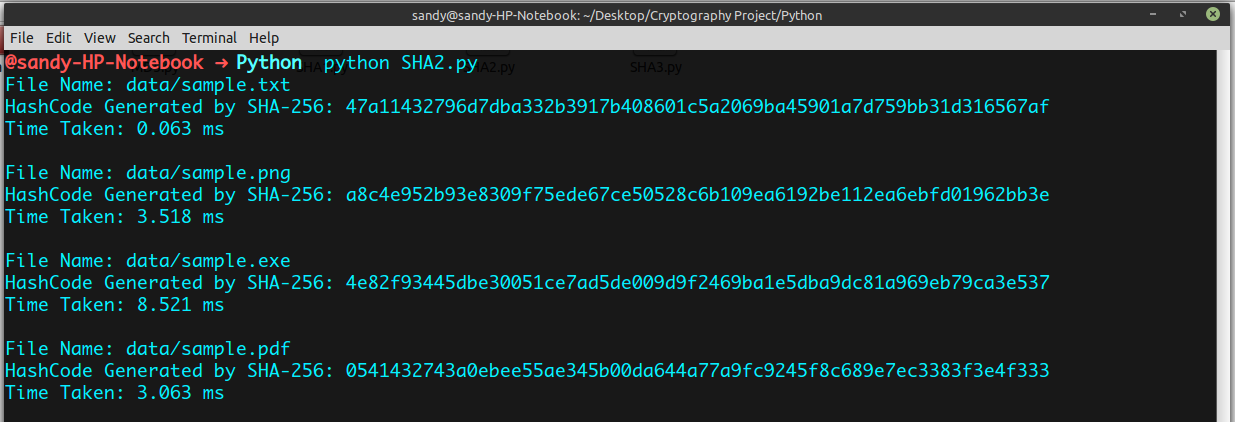 sandy@sandy-HP-Notebook: ~/Desktop/Cryptography Project/Python
File Edit View Search Terminal Help
@sandy-HP-Notebook → Python python SHA2.py
SHA2.py SHA3.py
File Name: data/sample.txt
HashCode Generated by SHA-256: 47a11432796d7dba332b3917b408601c5a2069ba45901a7d759bb31d316567af
Time Taken: 0.063 ms
File Name: data/sample.png
HashCode Generated by SHA-256: a8c4e952b93e8309f75ede67ce50528c6b109ea6192be112ea6ebfd01962bb3e
Time Taken: 3.518 ms
File Name: data/sample.exe
HashCode Generated by SHA-256: 4e82f93445dbe30051ce7ad5de009d9f2469ba1e5dba9dc81a969eb79ca3e537
Time Taken: 8.521 ms
File Name: data/sample.pdf
HashCode Generated by SHA-256: 0541432743a0ebee55ae345b00da644a77a9fc9245f8c689e7ec3383f3e4f333
Time Taken: 3.063 ms